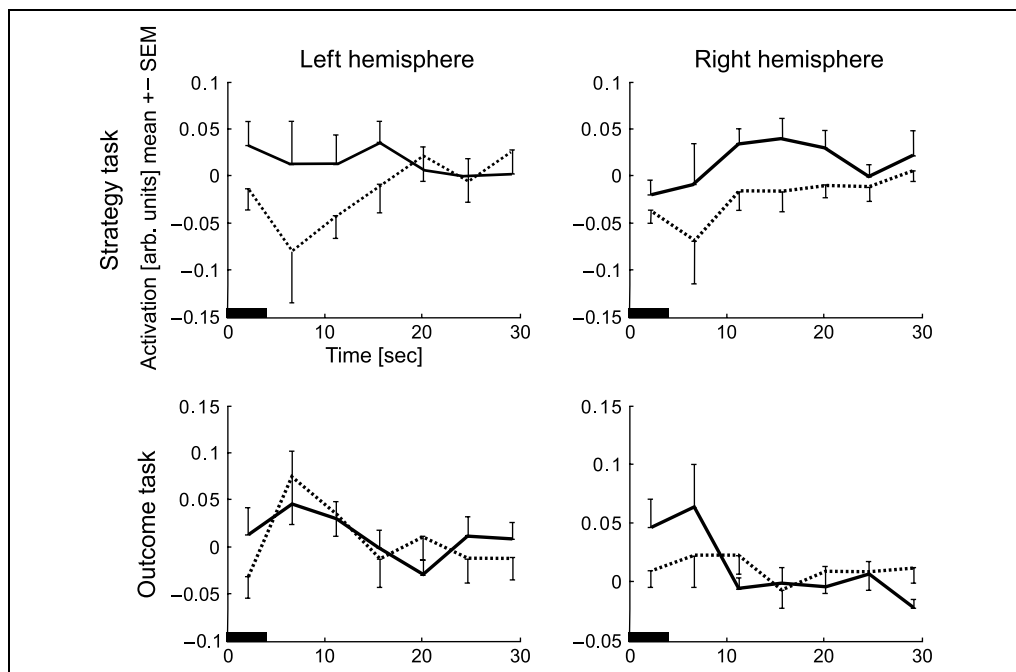 Left hemisphere
Right hemisphere
Strategy task
Activation [arb. units] mean +− SEM
0.1
0.05
0
−0.05
−0.1
−0.15
0 10 20 30
Time [sec]
0.1
0.05
0
−0.05
−0.1
−0.15
0 10 20 30
Outcome task
0.15
0.1
0.05
0
−0.05
−0.1
0 10 20 30
0.15
0.1
0.05
0
−0.05
0 10 20 30